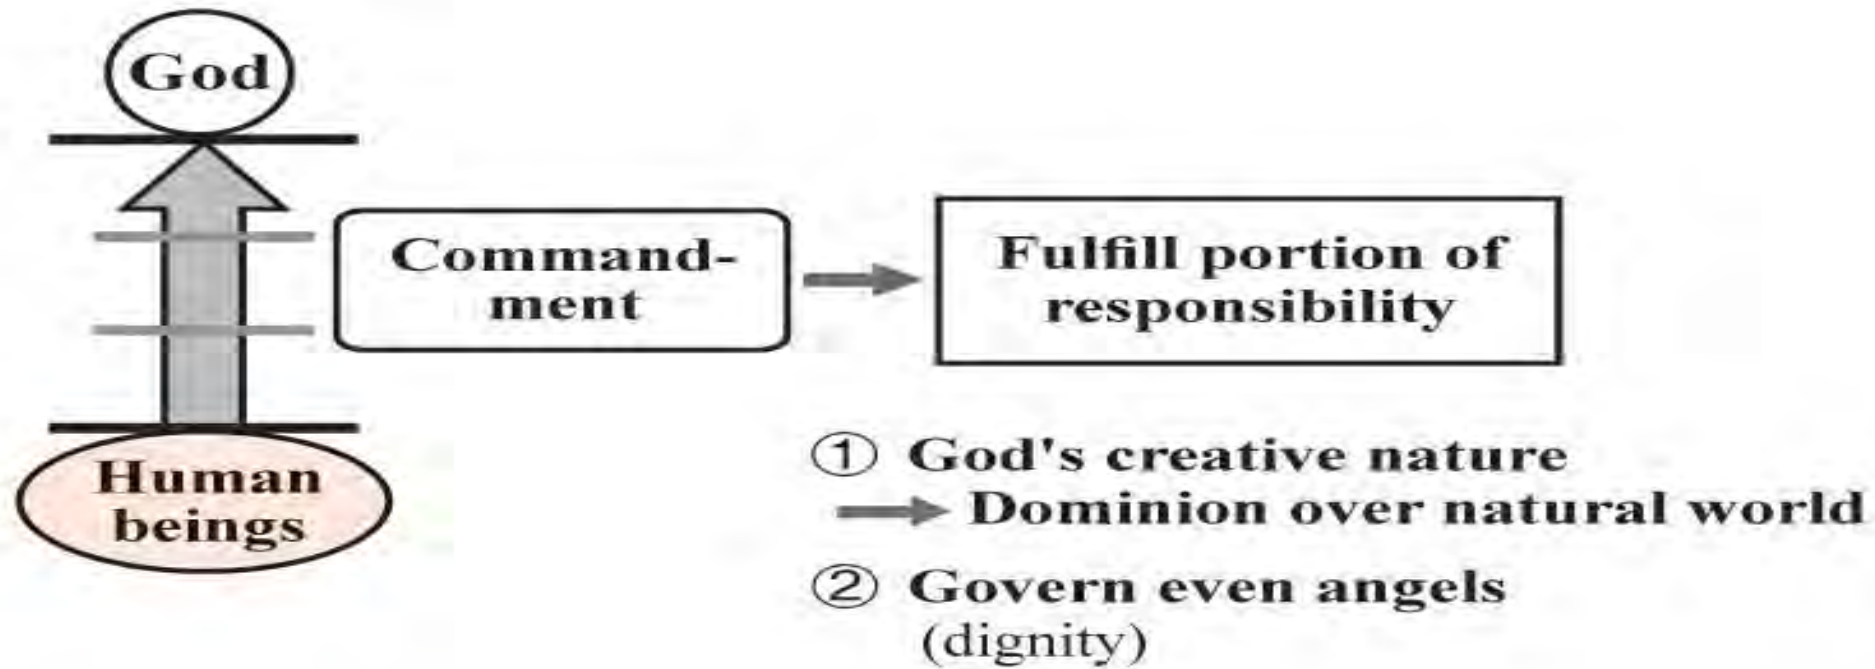 God
Command-
ment
Fulfill portion of
responsibility
Human
beings
① God's creative nature
Dominion over natural world
② Govern even angels
(dignity)